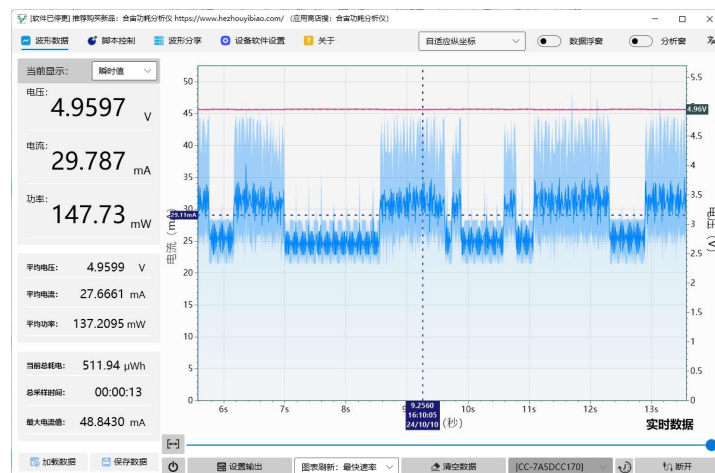 [软件已停更] 推荐购买新品：合宙功耗分析仪 https://www.hezhouyibiao.com/ （应用商店搜：合宙功耗分析仪）
波形数据 脚本控制 波形分享 设备软件设置 关于 自适应纵坐标 数据浮窗 分析窗
当前显示： 瞬时值
电压：
4.9597 V
电流：
29.787 mA
功率：
147.73 mW
平均电压： 4.9599 V
平均电流： 27.6661 mA
平均功率： 137.2095 mW
当前总耗电： 511.94 μWh
总采样时间： 00:00:13
最大电流值： 48.8430 mA
加载数据 保存数据
电流（mA）
50
45
40
35
30
25
20
15
10
5
0
29.11mA
5.5
5
4.5
4
3.5
3
2.5
2
1.5
1
0.5
0
4.96V
电压（V）
6s 7s 8s 9s 10s 11s 12s 13s
9.2560
16:10:05
24/10/10
（秒）
实时数据
设置输出 图表刷新：最快速率 清空数据 [CC-7A5DCC170] 断开